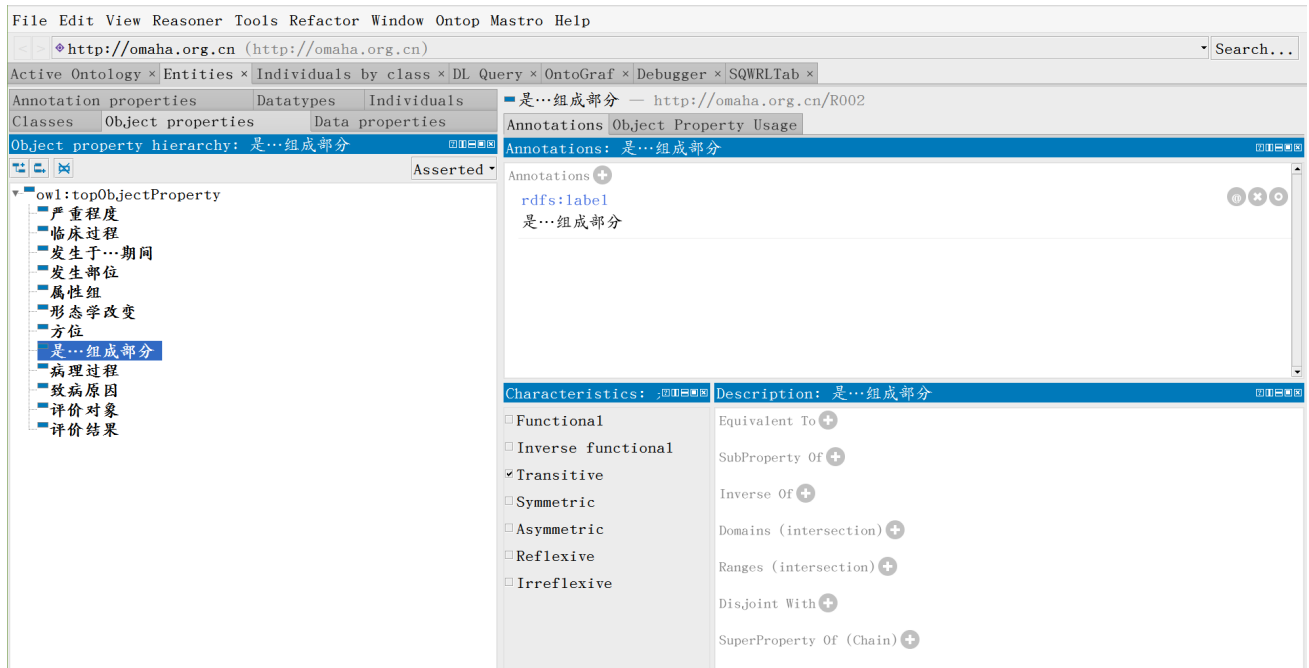 File Edit View Reasoner Tools Refactor Window Ontop Mastro Help
< > http://omaha.org.cn (http://omaha.org.cn) Search...
Active Ontology × Entities × Individuals by class × DL Query × OntoGraf × Debugger × SQWRLTab ×
Annotation properties Datatypes Individuals
Classes Object properties Data properties
Object property hierarchy: 是…组成部分
Asserted
owl:topObjectProperty
严重程度
临床过程
发生于…期间
发生部位
属性组
形态学改变
方位
是…组成部分
病理过程
致病原因
评价对象
评价结果
是…组成部分 — http://omaha.org.cn/R002
Annotations Object Property Usage
Annotations: 是…组成部分
Annotations
rdfs:label
是…组成部分
Characteristics:
Functional
Inverse functional
Transitive
Symmetric
Asymmetric
Reflexive
Irreflexive
Description: 是…组成部分
Equivalent To
SubProperty Of
Inverse Of
Domains (intersection)
Ranges (intersection)
Disjoint With
SuperProperty Of (Chain)